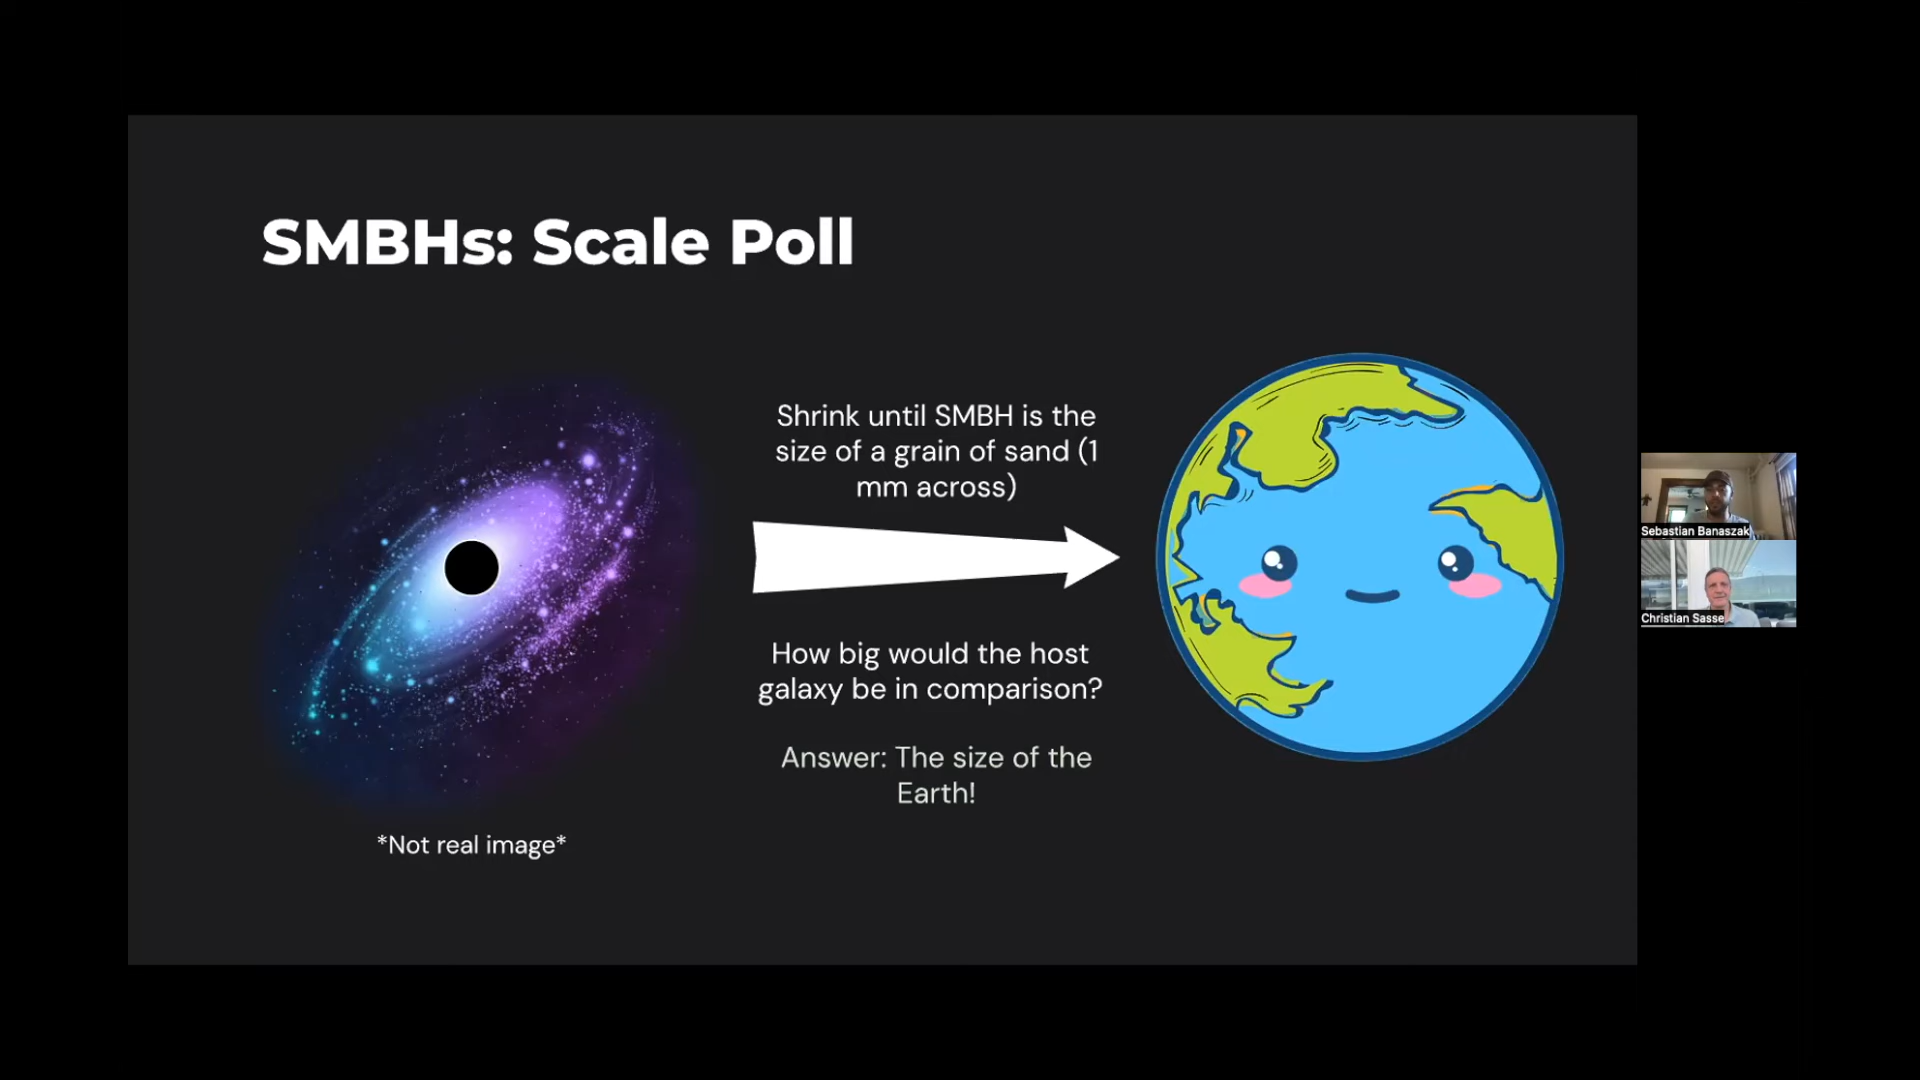 SMBHs: Scale Poll
Shrink until SMBH is the
size of a grain of sand (1
mm across)
How big would the host
galaxy be in comparison?
Answer: The size of the
Earth!
*Not real image*
Sebastian Banaszak
Christian Sasse